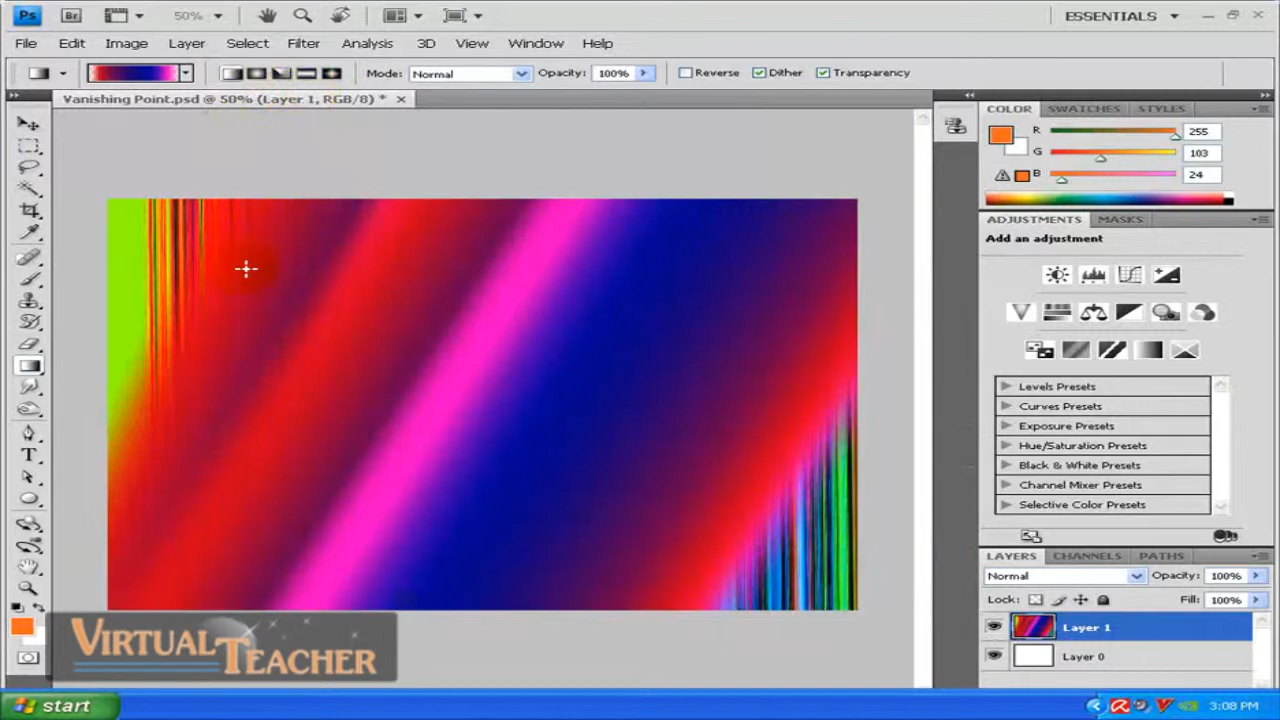 Ps Br 50% ESSENTIALS
File Edit Image Layer Select Filter Analysis 3D View Window Help
Mode: Normal Opacity: 100% Reverse Dither Transparency
Vanishing Point.psd @ 50% (Layer 1, RGB/8) *
COLOR SWATCHES STYLES
R 255
G 103
B 24
ADJUSTMENTS MASKS
Add an adjustment
Levels Presets
Curves Presets
Exposure Presets
Hue/Saturation Presets
Black & White Presets
Channel Mixer Presets
Selective Color Presets
LAYERS CHANNELS PATHS
Normal Opacity: 100%
Lock: Fill: 100%
Layer 1
Layer 0
VIRTUAL TEACHER
start 3:08 PM